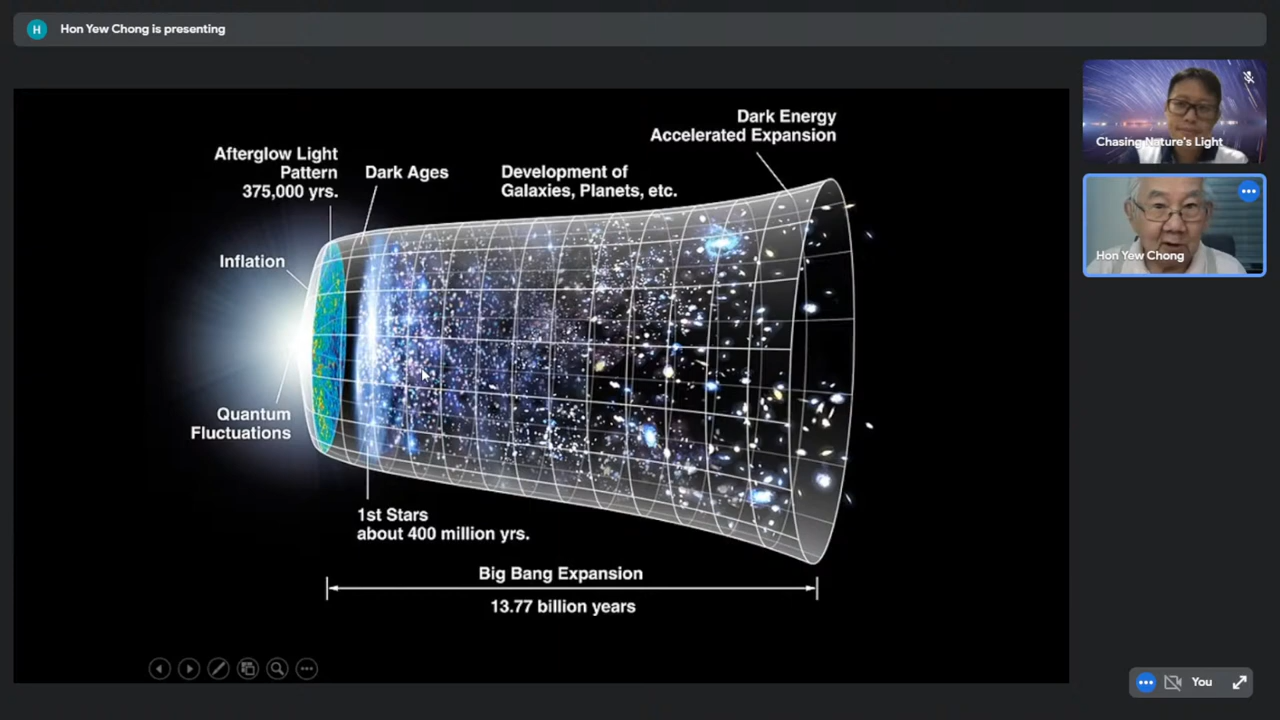 H
Hon Yew Chong is presenting
Dark Energy
Accelerated Expansion
Afterglow Light
Pattern
375,000 yrs.
Dark Ages
Development of
Galaxies, Planets, etc.
Inflation
Quantum
Fluctuations
1st Stars
about 400 million yrs.
Big Bang Expansion
13.77 billion years
Chasing Nature's Light
Hon Yew Chong
You